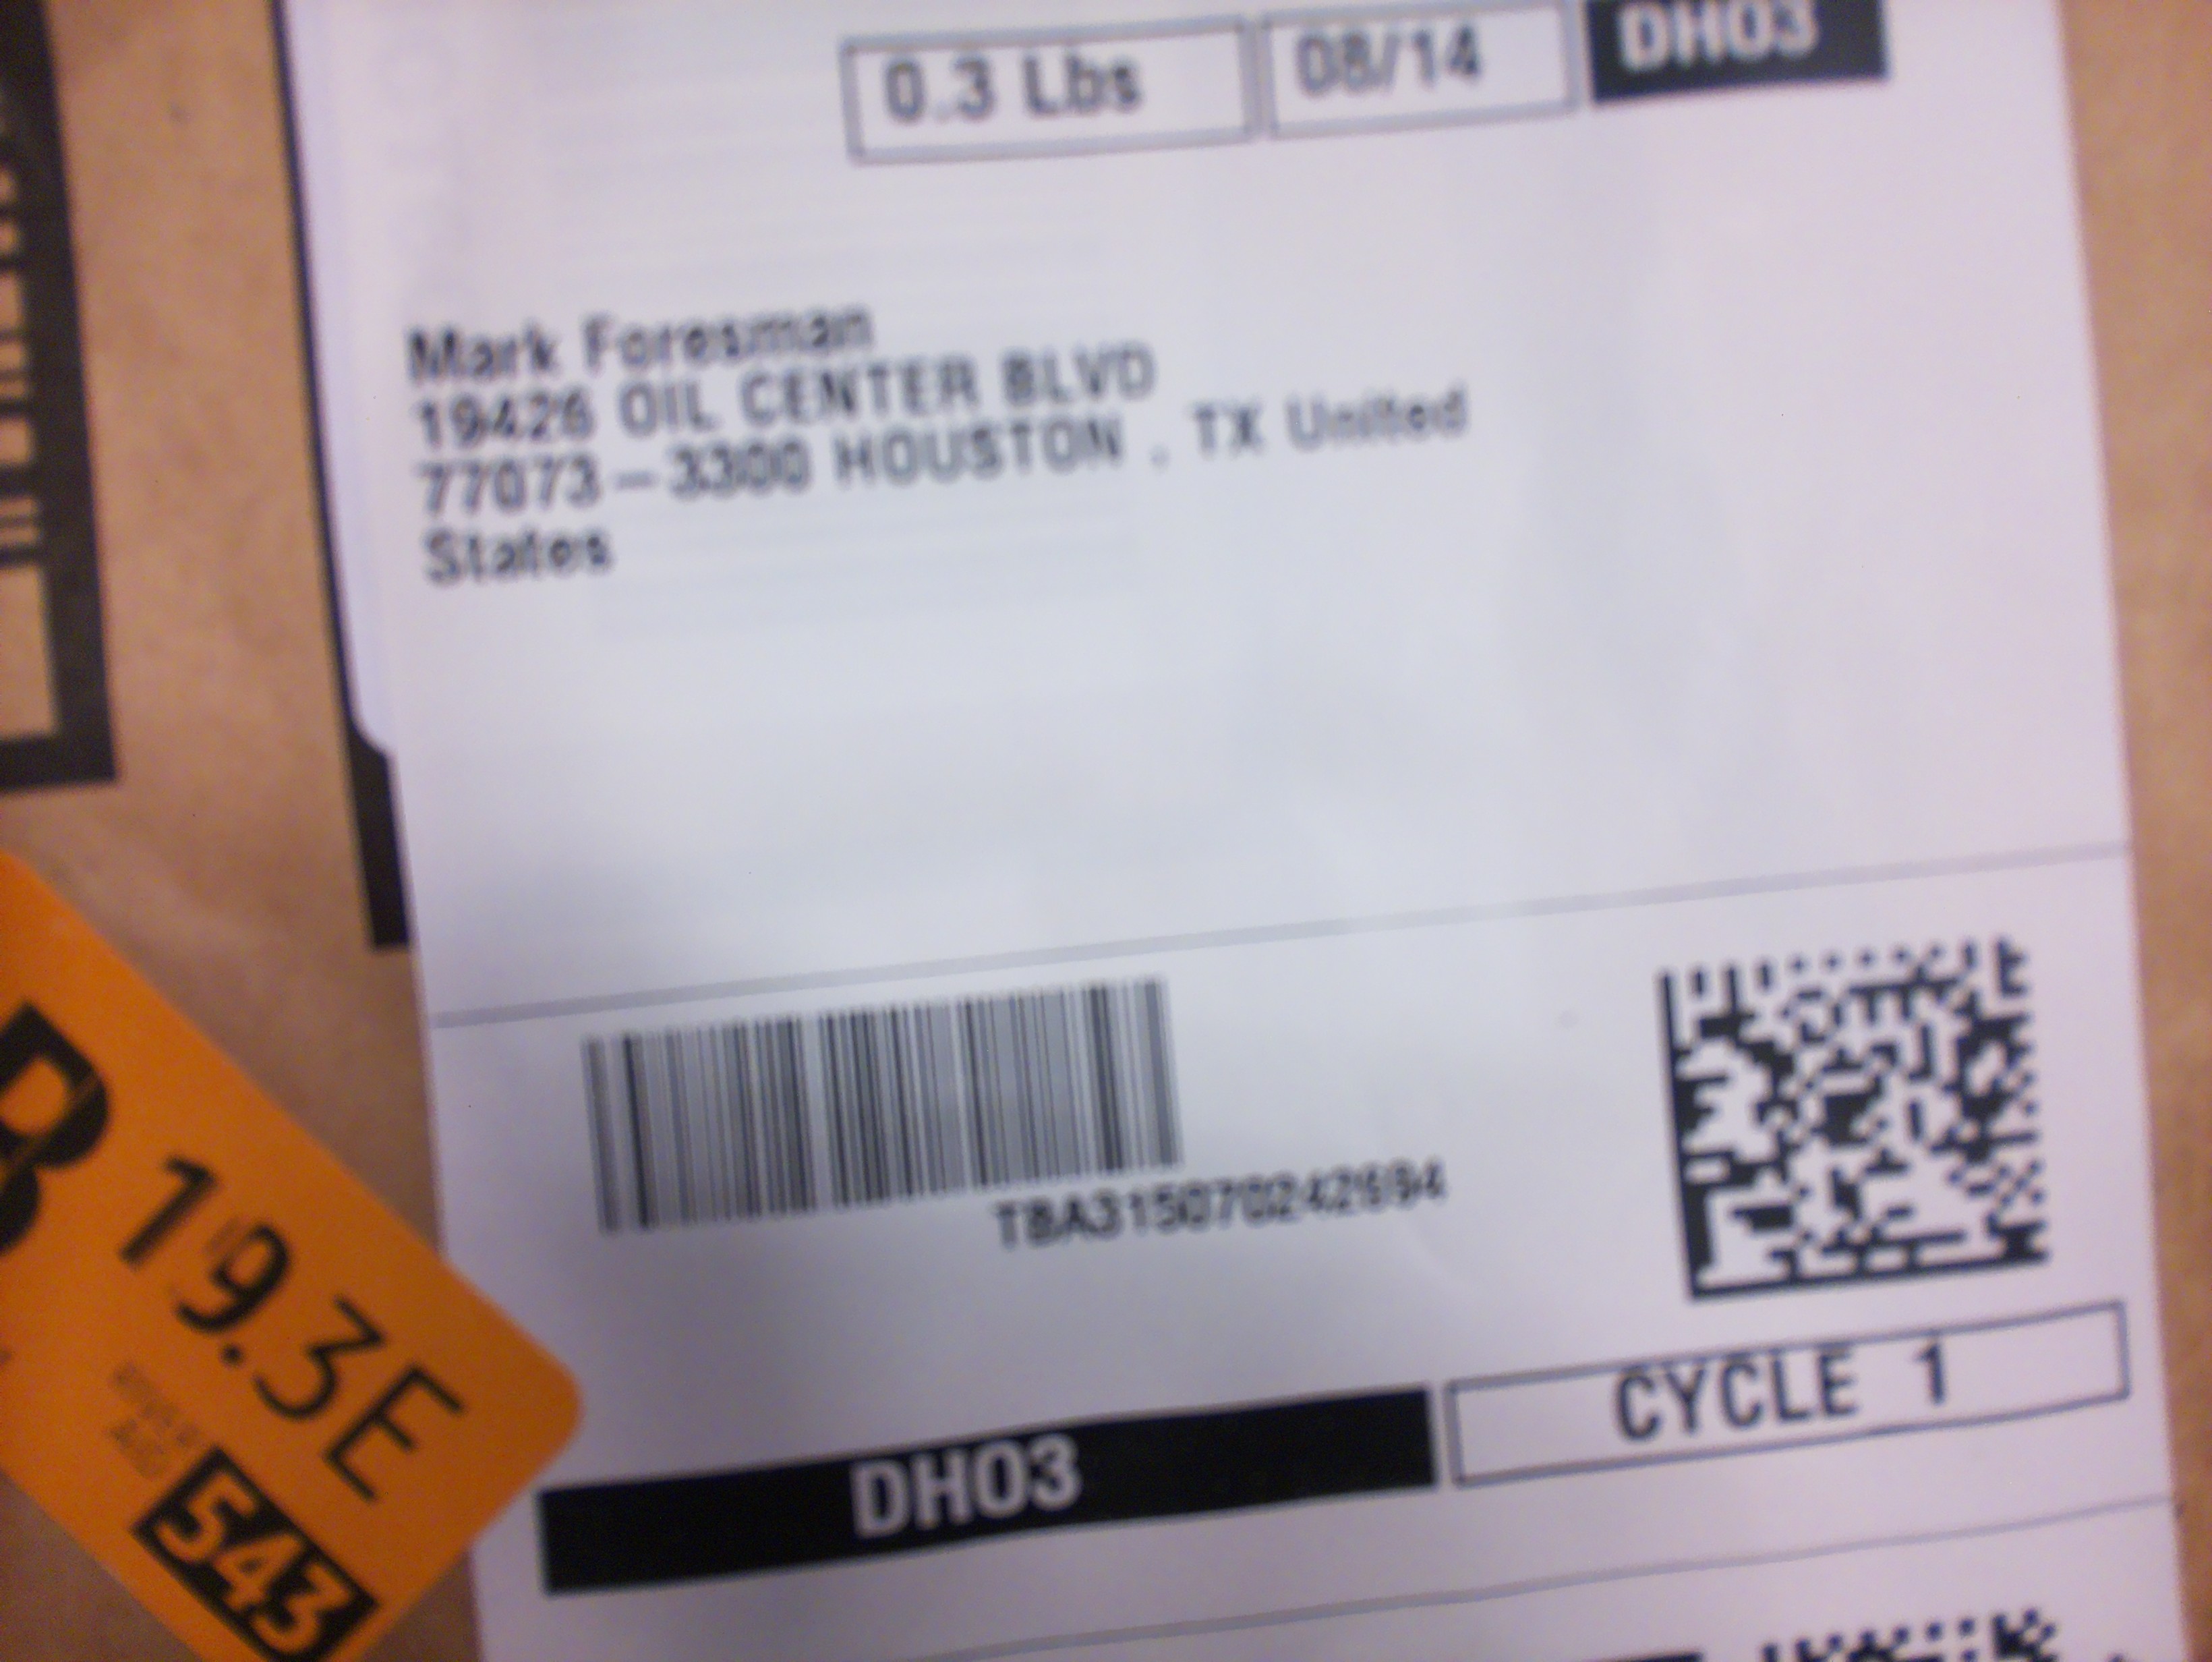 0.3 Lbs
08/14
DH03
Mark Foresman
19426 OIL CENTER BLVD
77073-3300 HOUSTON , TX United
States
CYCLE 1
DH03
B
19.3E
543